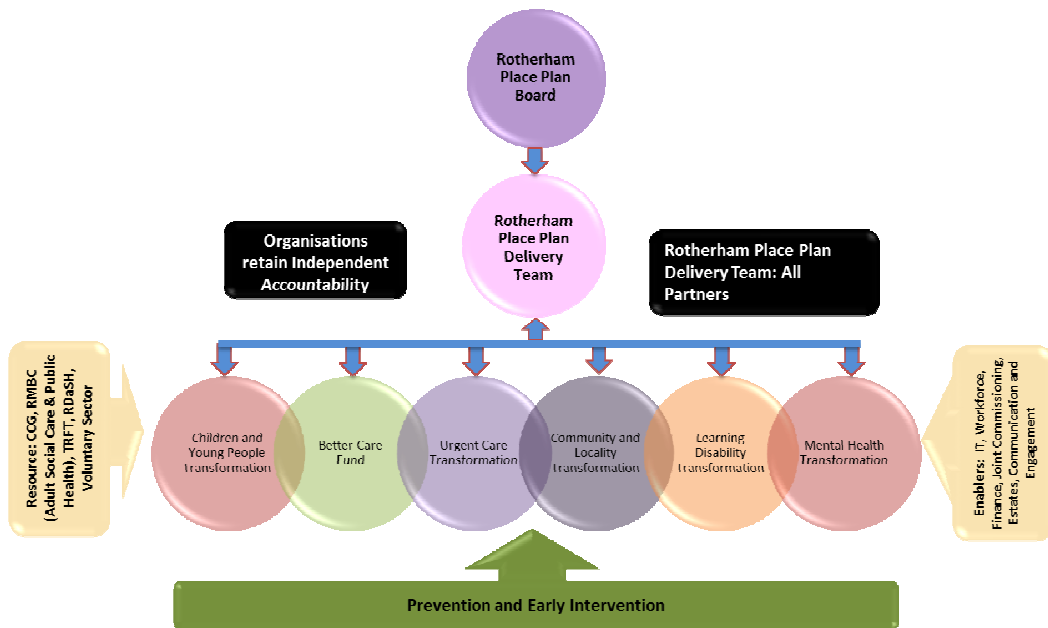 Rotherham
Place Plan
Board
Rotherham
Place Plan
Delivery
Team
Organisations
retain Independent
Accountability
Rotherham Place Plan
Delivery Team: All
Partners
Resource: CCG, RMBC
(Adult Social Care & Public
Health), TRFT, RDaSH,
Voluntary Sector
Children and
Young People
transformation
Better Care
Fund
Urgent Care
Transformation
Community and
Locality
transformation
Learning
Disability
transformation
Mental Health
Transformation
Enablers: IT, Workforce,
Finance, Joint Commissioning,
Estates, Communication and
Engagement
Prevention and Early Intervention